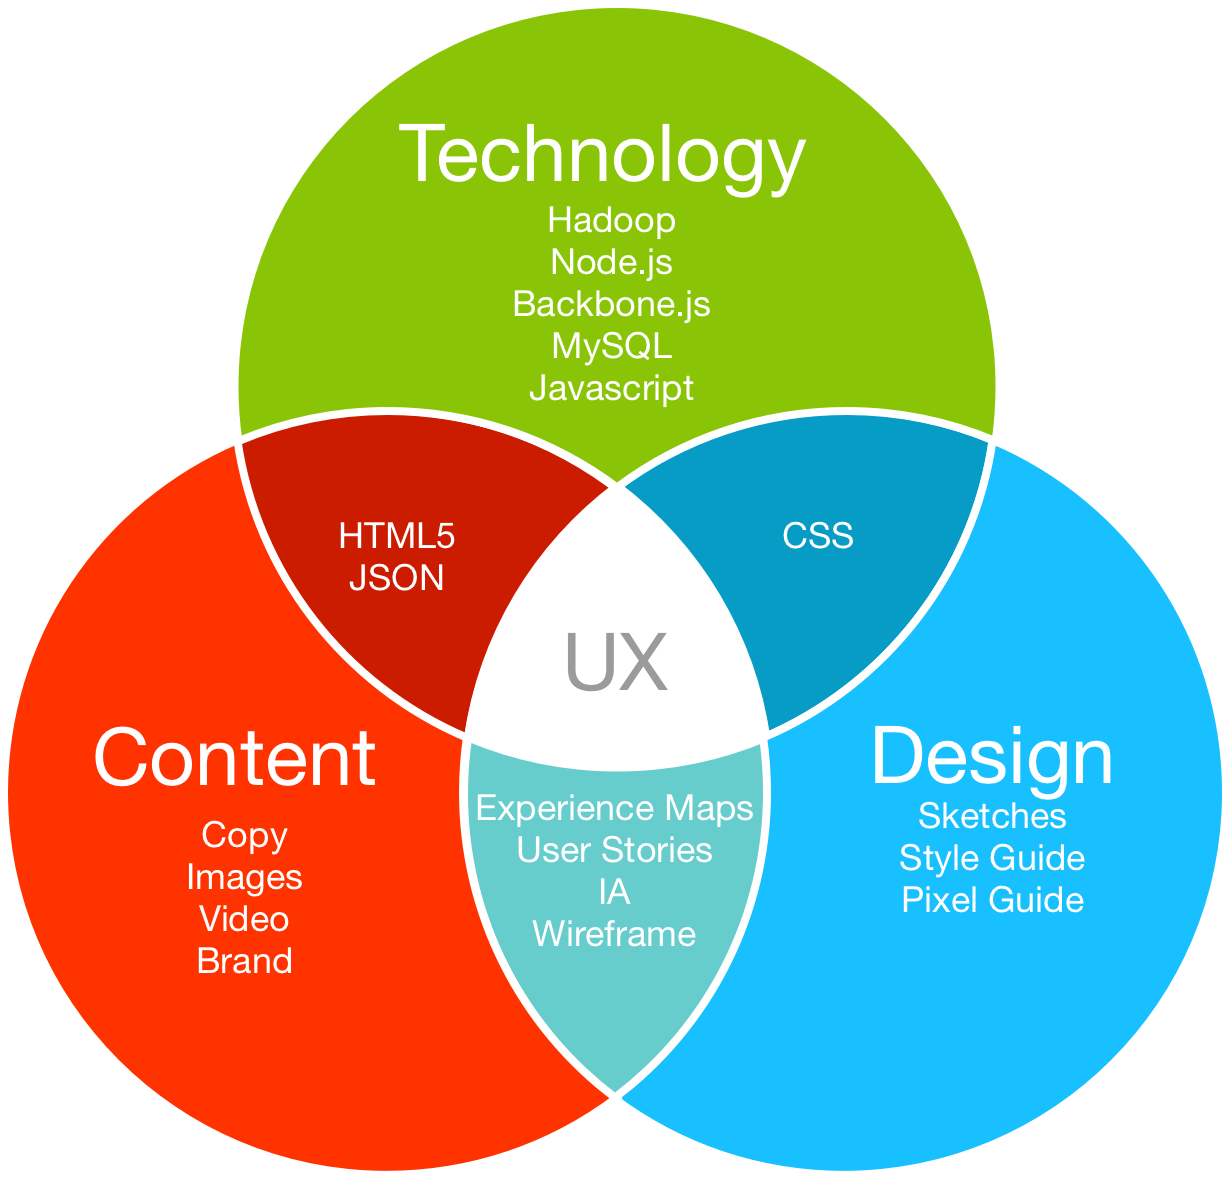 Technology
Hadoop
Node.js
Backbone.js
MySQL
Javascript
HTML5
JSON
CSS
UX
Content
Copy
Images
Video
Brand
Experience Maps
User Stories
IA
Wireframe
Design
Sketches
Style Guide
Pixel Guide